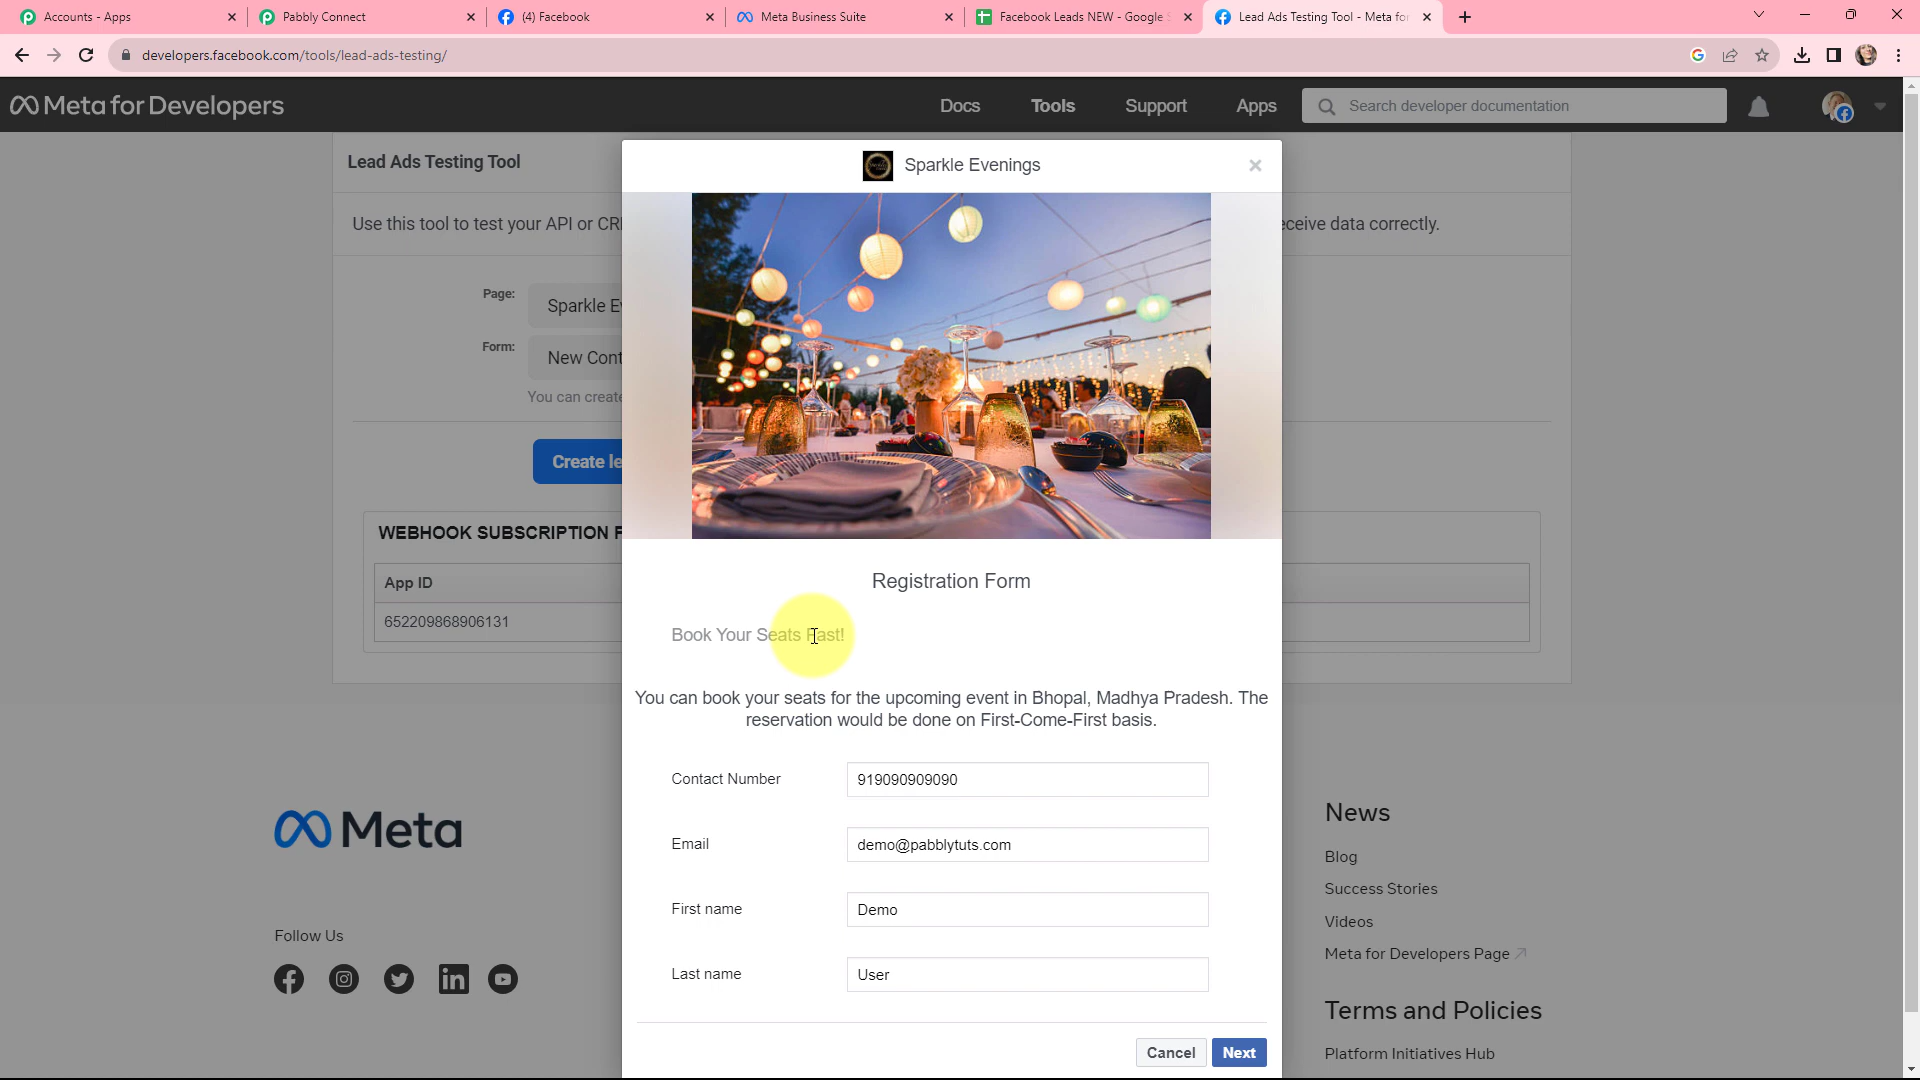 Accounts - Apps
Pabbly Connect
(4) Facebook
Meta Business Suite
Facebook Leads NEW - Google
Lead Ads Testing Tool - Meta for
developers.facebook.com/tools/lead-ads-testing/
Meta for Developers
Docs
Tools
Support
Apps
Search developer documentation
Lead Ads Testing Tool
Sparkle Evenings
Use this tool to test your API or
receive data correctly.
Page:
Sparkle
Form:
New
You can create
Create
WEBHOOK SUBSCRIPTION
App ID
652209868906131
Registration Form
Book Your Seats Fast!
You can book your seats for the upcoming event in Bhopal, Madhya Pradesh. The
reservation would be done on First-Come-First basis.
Contact Number
919090909090
Email
demo@pabblytuts.com
First name
Demo
Last name
User
Cancel
Next
Meta
Follow Us
News
Blog
Success Stories
Videos
Meta for Developers Page
Terms and Policies
Platform Initiatives Hub